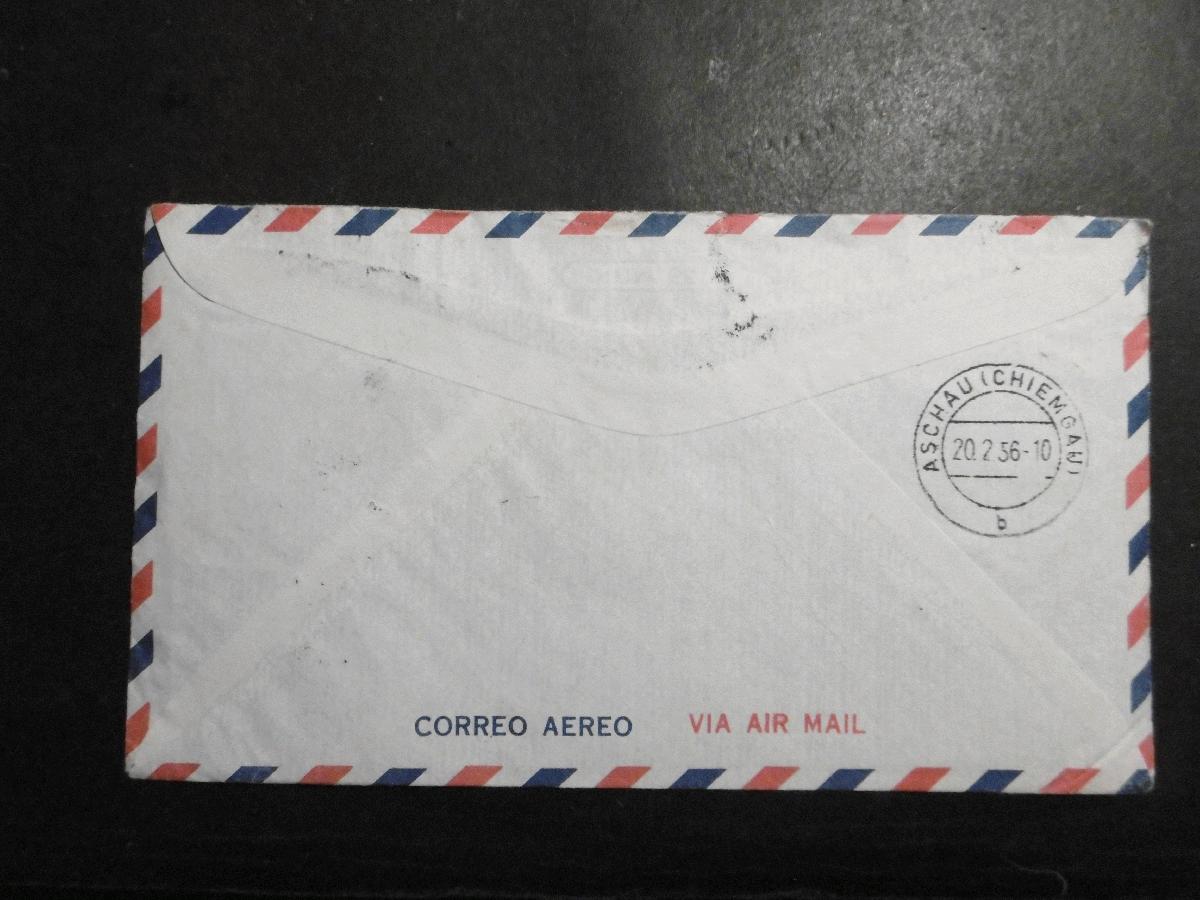 ASCHAU (CHIEMGAU)
20.2.56-10
b
CORREO AEREO VIA AIR MAIL